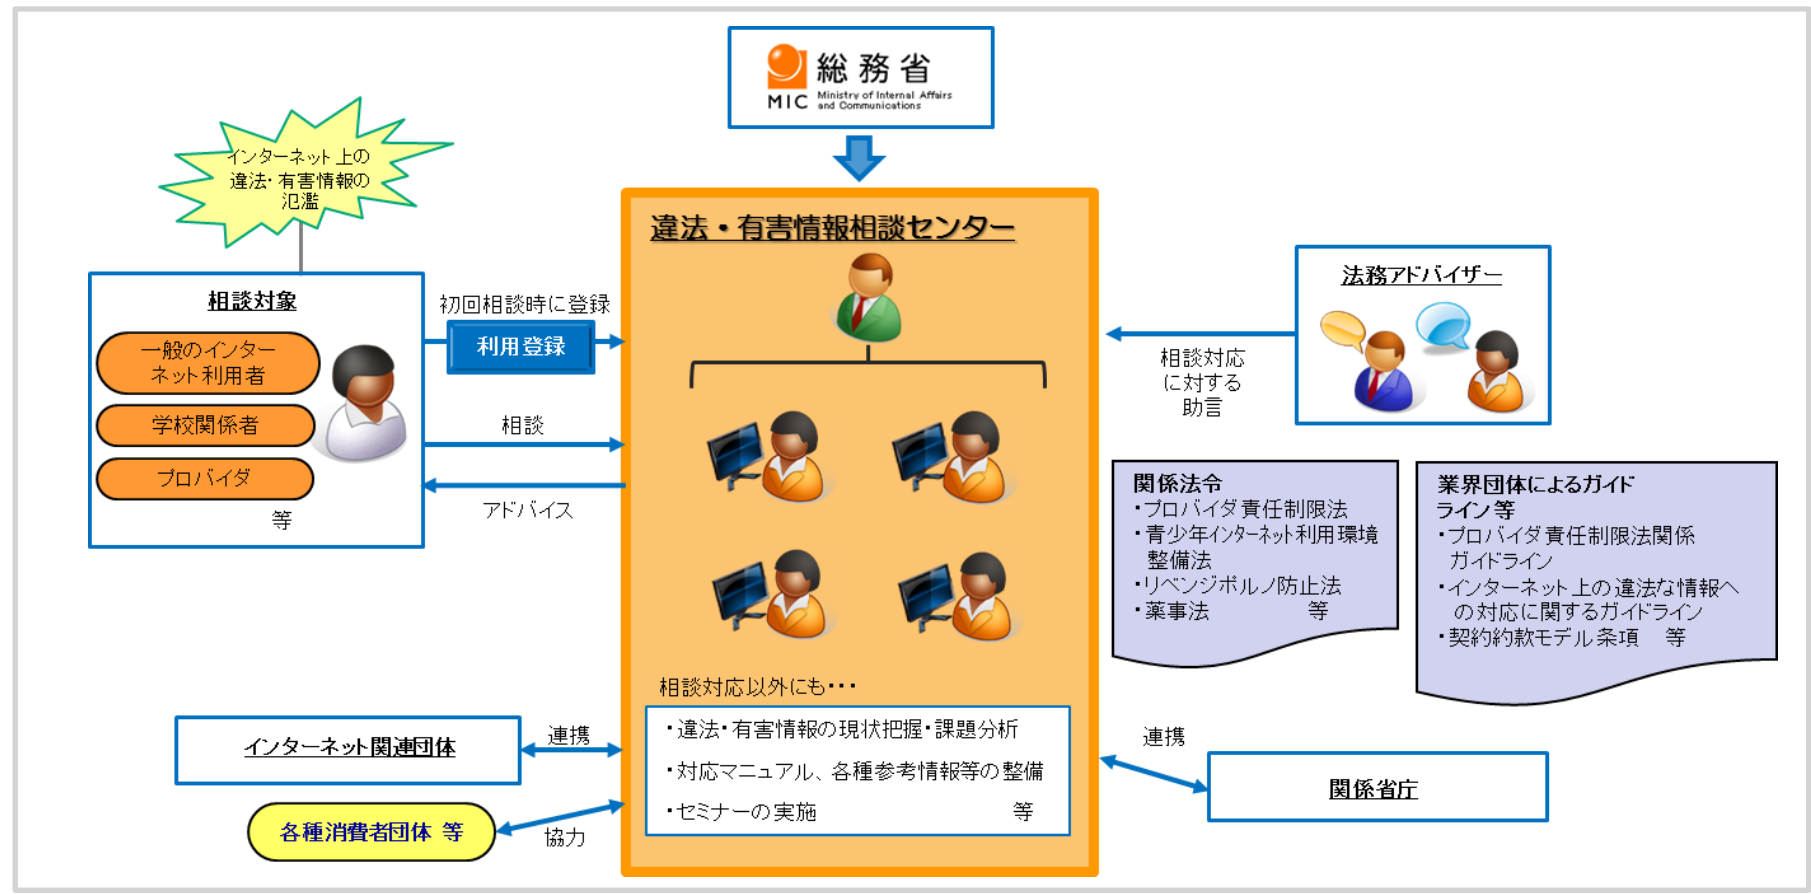 総務省
MIC
Ministry of Internal Affairs
and Communications
インターネット上の
違法・有害情報の
氾濫
相談対象
一般のインター
ネット利用者
学校関係者
プロバイダ
等
初回相談時に登録
利用登録
相談
アドバイス
違法・有害情報相談センター
相談対応以外にも・・・
・違法・有害情報の現状把握・課題分析
・対応マニュアル、各種参考情報等の整備
・セミナーの実施 等
法務アドバイザー
相談対応
に対する
助言
関係法令
・プロバイダ責任制限法
・青少年インターネット利用環境
整備法
・リベンジポルノ防止法
・薬事法 等
業界団体によるガイド
ライン等
・プロバイダ責任制限法関係
ガイドライン
・インターネット上の違法な情報へ
の対応に関するガイドライン
・契約約款モデル条項 等
インターネット関連団体
連携
各種消費者団体 等
協力
連携
関係省庁